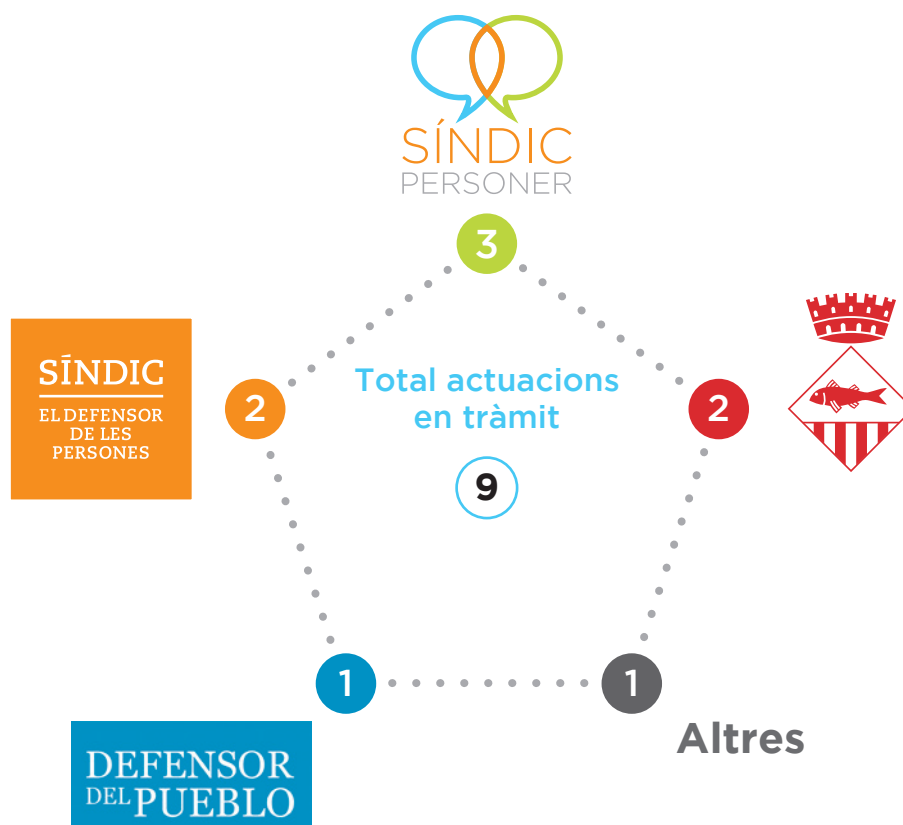 SÍNDIC
PERSONER
3
SÍNDIC
EL DEFENSOR
DE LES
PERSONES
2
Total actuacions
en tràmit
9
2
1
1
Altres
DEFENSOR
DEL PUEBLO